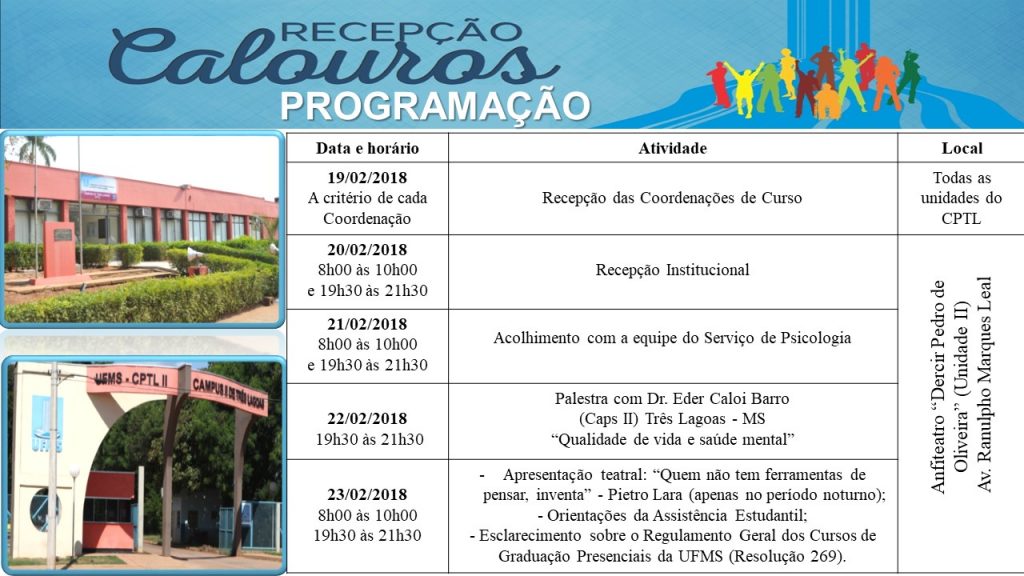 RECEPÇÃO
Calouros
PROGRAMAÇÃO
Data e horário
Atividade
Local
19/02/2018
A critério de cada
Coordenação
Recepção das Coordenações de Curso
Todas as
unidades do
CPTL
20/02/2018
8h00 às 10h00
e 19h30 às 21h30
Recepção Institucional
21/02/2018
8h00 às 10h00
e 19h30 às 21h30
Acolhimento com a equipe do Serviço de Psicologia
22/02/2018
19h30 às 21h30
Palestra com Dr. Eder Caloi Barro
(Caps II) Três Lagoas - MS
“Qualidade de vida e saúde mental”
23/02/2018
8h00 às 10h00
19h30 às 21h30
- Apresentação teatral: “Quem não tem ferramentas de
pensar, inventa” - Pietro Lara (apenas no período noturno);
- Orientações da Assistência Estudantil;
- Esclarecimento sobre o Regulamento Geral dos Cursos de
Graduação Presenciais da UFMS (Resolução 269).
Anfiteatro “Dercir Pedro de
Oliveira” (Unidade II)
Av. Ranulpho Marques Leal
UFMS - CPTL II
CAMPUS II DE TRÊS LAGOAS
UFMS